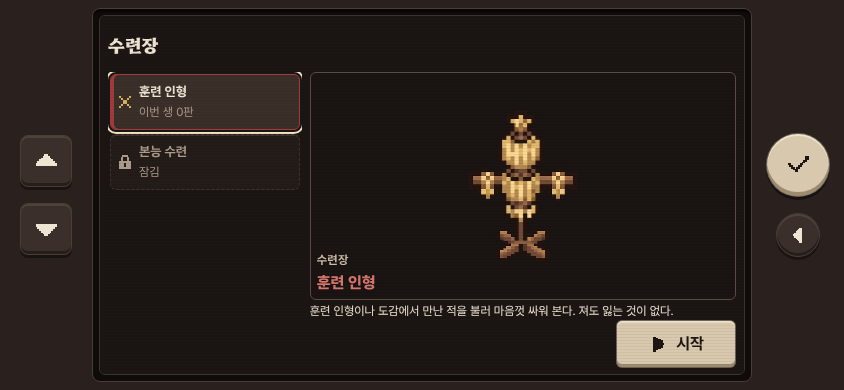 수련장
훈련 인형
이번 생 0판
본능 수련
잠김
수련장
훈련 인형
훈련 인형이나 도감에서 만난 적을 불러 마음껏 싸워 본다. 져도 잃는 것이 없다.
시작